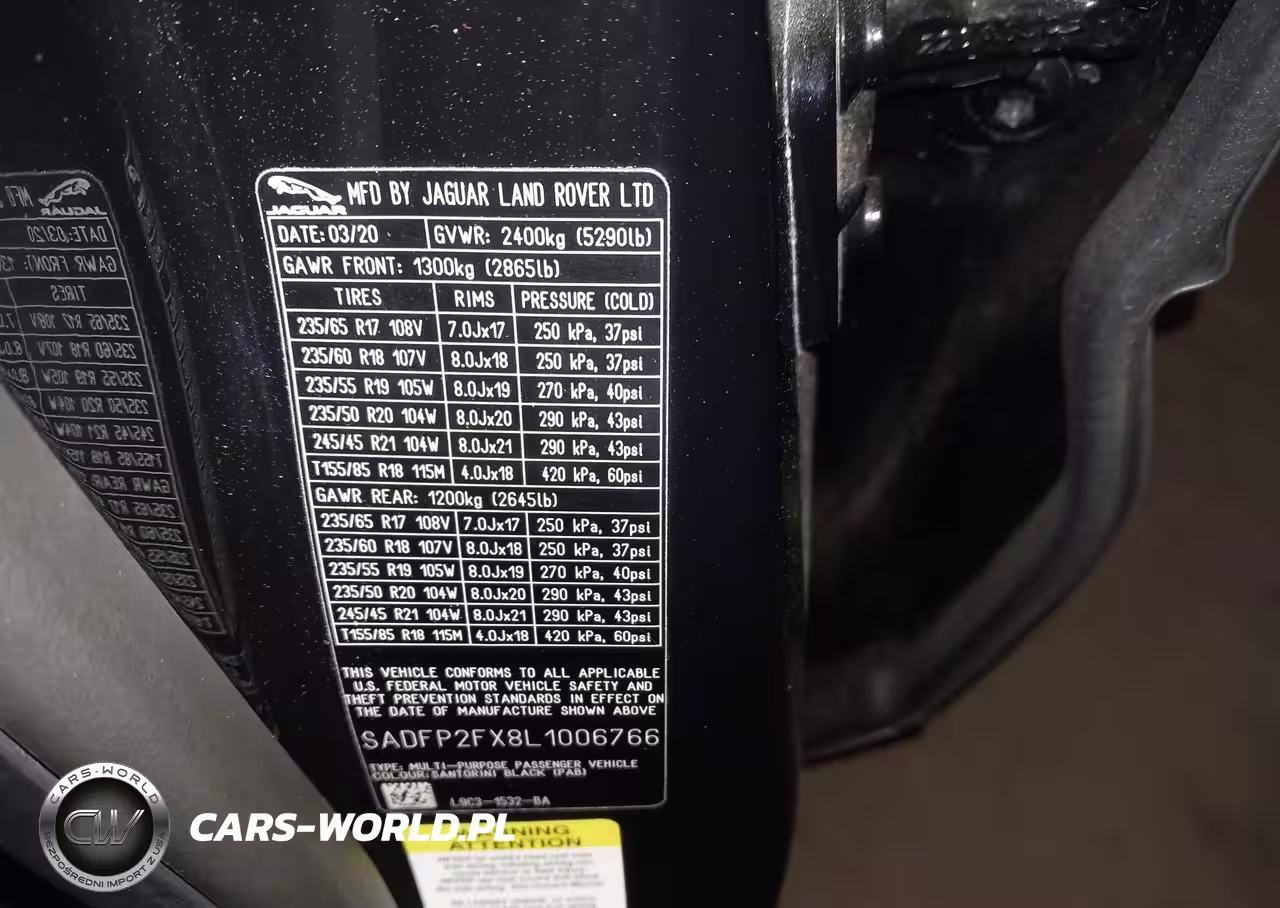 JAGUAR MFD BY JAGUAR LAND ROVER LTD
DATE: 03/20 GVWR: 2400kg (5290lb)
GAWR FRONT: 1300kg (2865lb)
TIRES RIMS PRESSURE (COLD)
235/65 R17 108V 7.0Jx17 250 kPa, 37psi
235/60 R18 107V 8.0Jx18 250 kPa, 37psi
235/55 R19 105W 8.0Jx19 270 kPa, 40psi
235/50 R20 104W 8.0Jx20 290 kPa, 43psi
245/45 R21 104W 8.0Jx21 290 kPa, 43psi
T155/85 R18 115M 4.0Jx18 420 kPa, 60psi
GAWR REAR: 1200kg (2645lb)
235/65 R17 108V 7.0Jx17 250 kPa, 37psi
235/60 R18 107V 8.0Jx18 250 kPa, 37psi
235/55 R19 105W 8.0Jx19 270 kPa, 40psi
235/50 R20 104W 8.0Jx20 290 kPa, 43psi
245/45 R21 104W 8.0Jx21 290 kPa, 43psi
T155/85 R18 115M 4.0Jx18 420 kPa, 60psi
THIS VEHICLE CONFORMS TO ALL APPLICABLE
U.S. FEDERAL MOTOR VEHICLE SAFETY AND
THEFT PREVENTION STANDARDS IN EFFECT ON
THE DATE OF MANUFACTURE SHOWN ABOVE
SADFP2FX8L1006766
TYPE: MULTI-PURPOSE PASSENGER VEHICLE
COLOUR: SANTORINI BLACK (PAB)
L9C3-1532-BA
WARNING
ATTENTION
CARS-WORLD
CW
BEZPOŚREDNI IMPORT Z USA
CARS-WORLD.PL